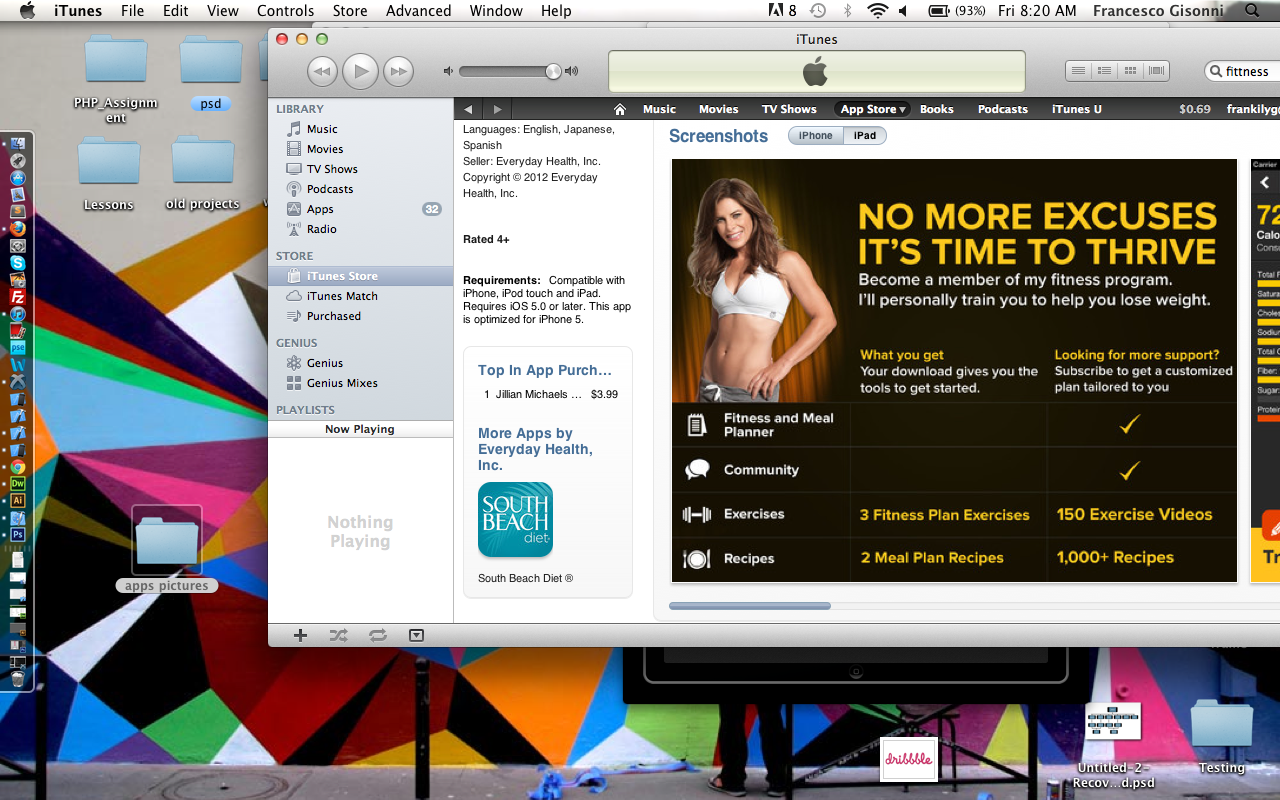 iTunes File Edit View Controls Store Advanced Window Help 8 (93%) Fri 8:20 AM Francesco Gisonni
iTunes
fittness
PHP_Assignm
ent
psd
Lessons
old projects
apps pictures
LIBRARY
Music
Movies
TV Shows
Podcasts
Apps 32
Radio
STORE
iTunes Store
iTunes Match
Purchased
GENIUS
Genius
Genius Mixes
PLAYLISTS
Now Playing
Nothing
Playing
Music Movies TV Shows App Store Books Podcasts iTunes U $0.69 frankilyg
Languages: English, Japanese,
Spanish
Seller: Everyday Health, Inc.
Copyright © 2012 Everyday
Health, Inc.
Rated 4+
Requirements: Compatible with
iPhone, iPod touch and iPad.
Requires iOS 5.0 or later. This app
is optimized for iPhone 5.
Top In App Purch...
1 Jillian Michaels ... $3.99
More Apps by
Everyday Health,
Inc.
SOUTH
BEACH
diet
South Beach Diet ®
Screenshots iPhone iPad
NO MORE EXCUSES
IT'S TIME TO THRIVE
Become a member of my fitness program.
I'll personally train you to help you lose weight.
What you get
Your download gives you the
tools to get started.
Looking for more support?
Subscribe to get a customized
plan tailored to you
Fitness and Meal
Planner
Community
Exercises 3 Fitness Plan Exercises 150 Exercise Videos
Recipes 2 Meal Plan Recipes 1,000+ Recipes
Carrier
72
Calo
Cons
Total F
Satura
Choles
Sodiu
Total C
Fiber:
Sugar:
Protei
Tr
pse
Dw
Ai
Ps
Fz
dribbble
Untitled-2-
Recov...d.psd
Testing